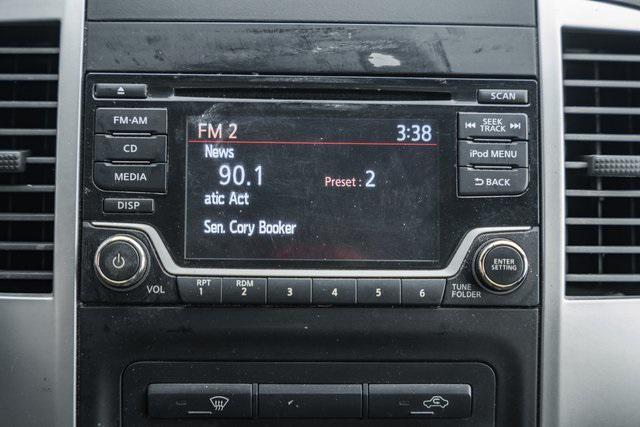 SCAN
FM·AM
CD
MEDIA
DISP
FM 2 3:38
News
90.1 Preset : 2
atic Act
Sen. Cory Booker
SEEK
TRACK
iPod MENU
BACK
VOL
RPT
1
RDM
2
3
4
5
6
TUNE
FOLDER
ENTER
SETTING